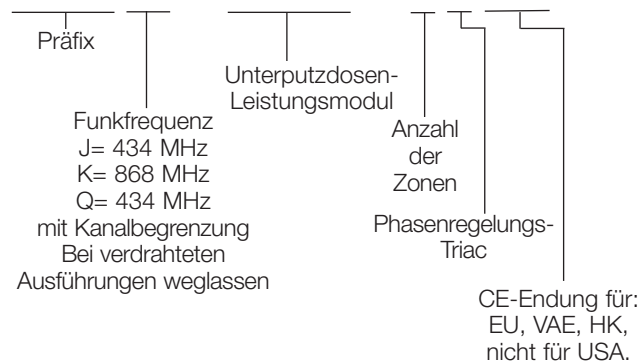 Präfix
Funkfrequenz
J= 434 MHz
K= 868 MHz
Q= 434 MHz
mit Kanalbegrenzung
Bei verdrahteten
Ausführungen weglassen
Unterputzdosen-
Leistungsmodul
Anzahl
der
Zonen
Phasenregelungs-
Triac
CE-Endung für:
EU, VAE, HK,
nicht für USA.